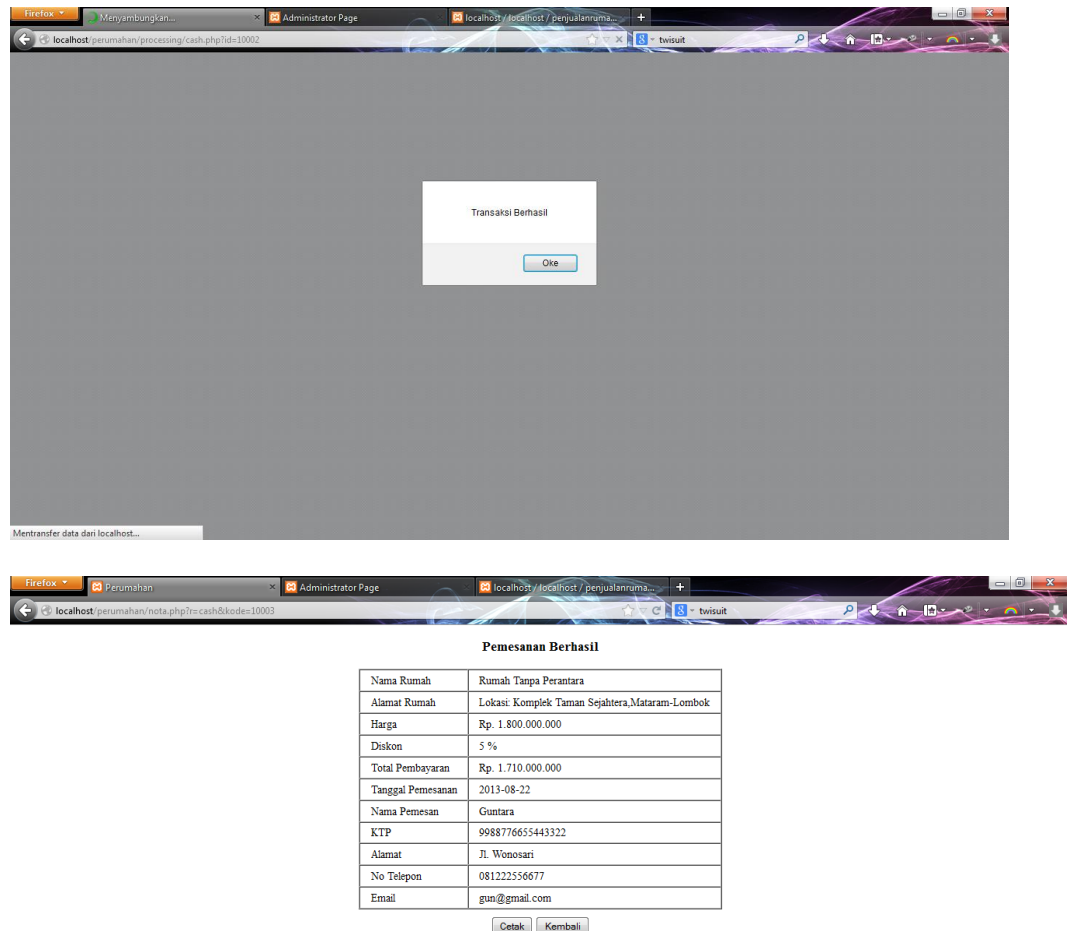 Firefox
Menyambungkan...
Administrator Page
localhost / localhost / penjualanruma...
localhost/perumahan/processing/cash.php?id=10002
twisuit
Transaksi Berhasil
Oke
Mentransfer data dari localhost...
Firefox
Perumahan
Administrator Page
localhost / localhost / penjualanruma...
localhost/perumahan/nota.php?r=cash&kode=10003
twisuit
Pemesanan Berhasil
Nama Rumah Rumah Tanpa Perantara
Alamat Rumah Lokasi: Komplek Taman Sejahtera,Mataram-Lombok
Harga Rp. 1.800.000.000
Diskon 5 %
Total Pembayaran Rp. 1.710.000.000
Tanggal Pemesanan 2013-08-22
Nama Pemesan Guntara
KTP 9988776655443322
Alamat Jl. Wonosari
No Telepon 081222556677
Email gun@gmail.com
Cetak Kembali